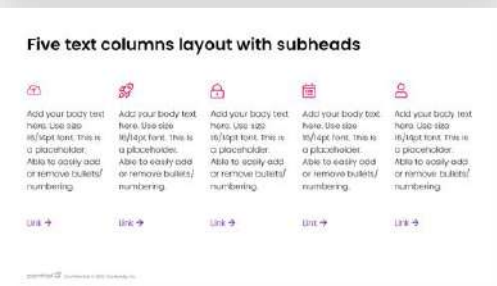 Five text columns layout with subheads
Add your body text
here. Use size
16/14pt font. This is
a placeholder.
Able to easily add
or remove bullets/
numbering.
Link →
Add your body text
here. Use size
16/14pt font. This is
a placeholder.
Able to easily add
or remove bullets/
numbering.
Link →
Add your body text
here. Use size
16/14pt font. This is
a placeholder.
Able to easily add
or remove bullets/
numbering.
Link →
Add your body text
here. Use size
16/14pt font. This is
a placeholder.
Able to easily add
or remove bullets/
numbering.
Link →
Add your body text
here. Use size
16/14pt font. This is
a placeholder.
Able to easily add
or remove bullets/
numbering.
Link →